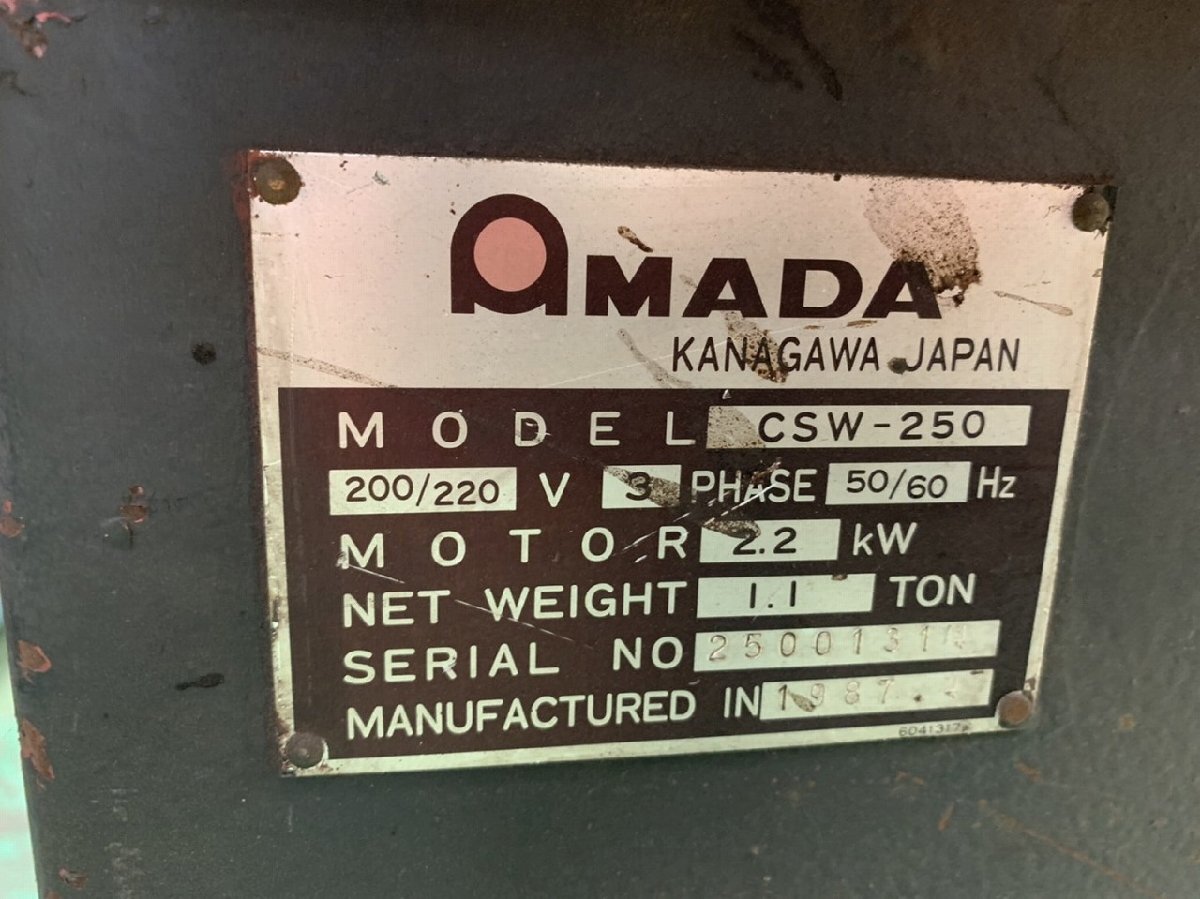 AMADA
KANAGAWA JAPAN
MODEL CSW-250
200/220 V 3 PHASE 50/60 Hz
MOTOR 2.2 kW
NET WEIGHT 1.1 TON
SERIAL NO
MANUFACTURED IN